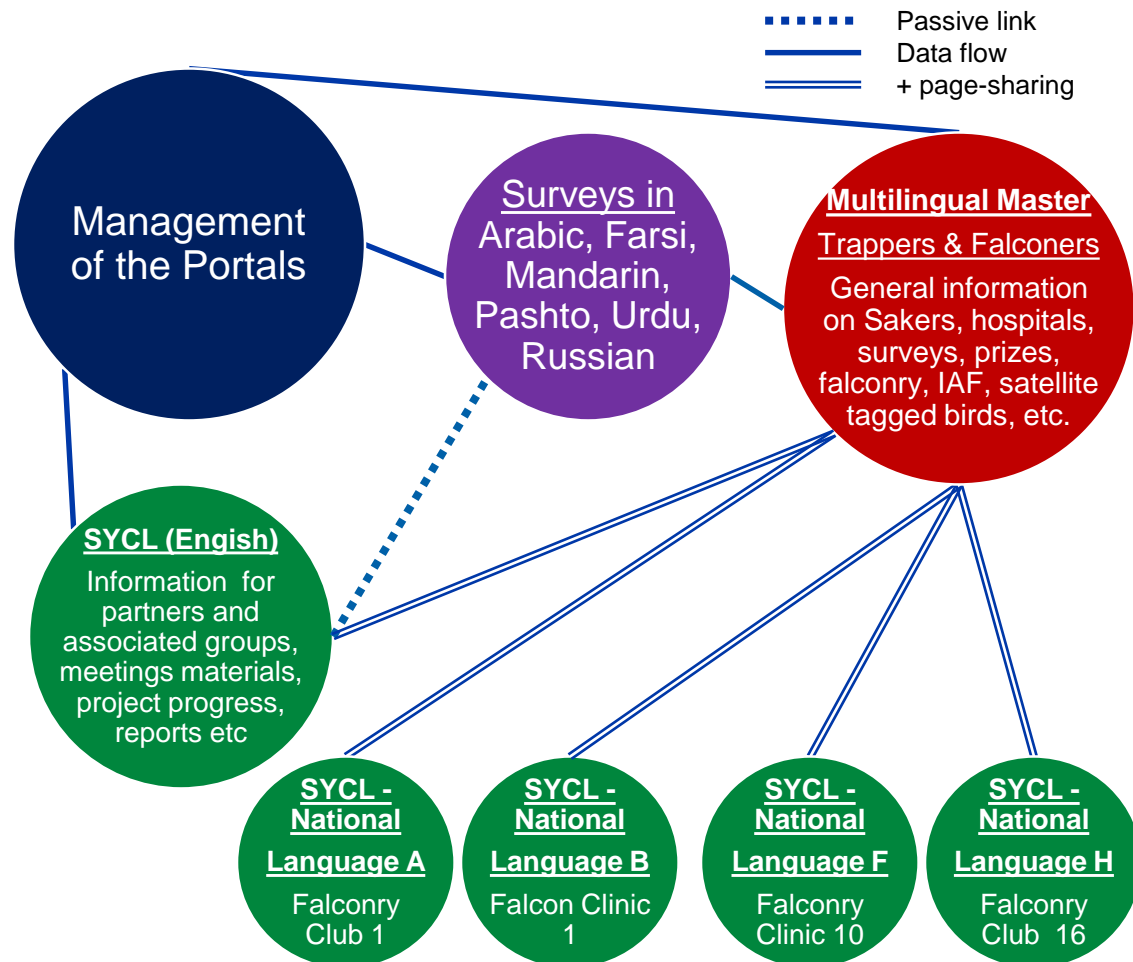 Passive link
Data flow
+ page-sharing
Management
of the Portals
Surveys in
Arabic, Farsi,
Mandarin,
Pashto, Urdu,
Russian
Multilingual Master
Trappers & Falconers
General information
on Sakers, hospitals,
surveys, prizes,
falconry, IAF, satellite
tagged birds, etc.
SYCL (Engish)
Information for
partners and
associated groups,
meetings materials,
project progress,
reports etc
SYCL -
National
Language A
Falconry
Club 1
SYCL -
National
Language B
Falcon Clinic
1
SYCL -
National
Language F
Falconry
Clinic 10
SYCL -
National
Language H
Falconry
Club 16